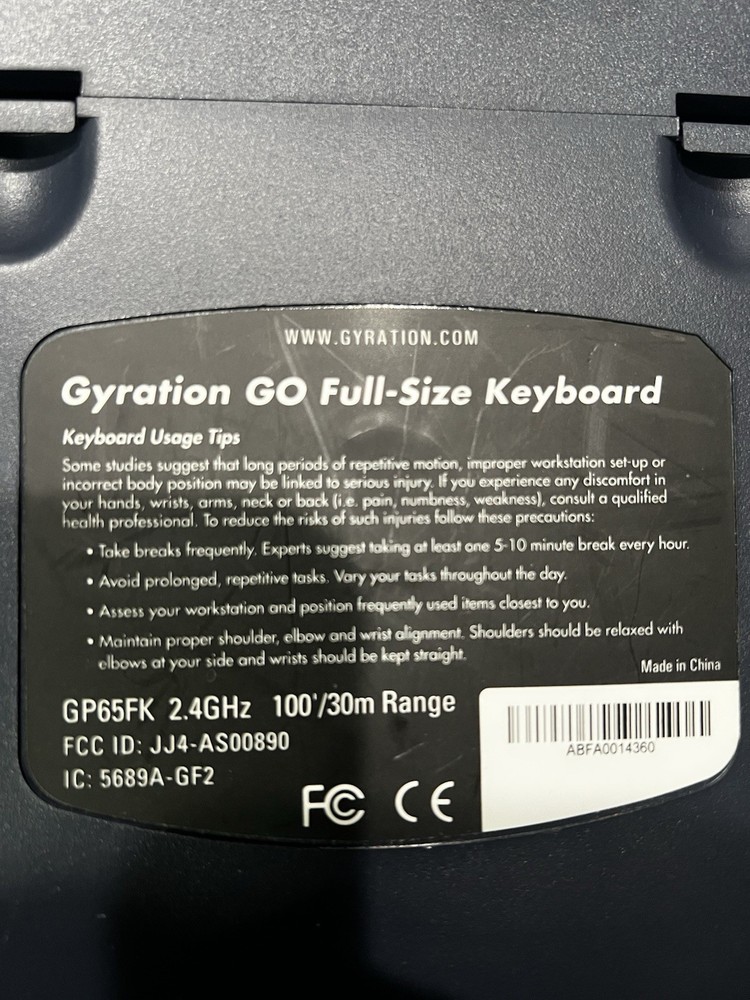 WWW.GYRATION.COM
Gyration GO Full-Size Keyboard
Keyboard Usage Tips
Some studies suggest that long periods of repetitive motion, improper workstation set-up or
incorrect body position may be linked to serious injury. If you experience any discomfort in
your hands, wrists, arms, neck or back (i.e. pain, numbness, weakness), consult a qualified
health professional. To reduce the risks of such injuries follow these precautions:
• Take breaks frequently. Experts suggest taking at least one 5-10 minute break every hour.
• Avoid prolonged, repetitive tasks. Vary your tasks throughout the day.
• Assess your workstation and position frequently used items closest to you.
• Maintain proper shoulder, elbow and wrist alignment. Shoulders should be relaxed with
elbows at your side and wrists should be kept straight.
Made in China
GP65FK 2.4GHz 100'/30m Range
FCC ID: JJ4-AS00890
IC: 5689A-GF2
FC CE
ABFA0014360